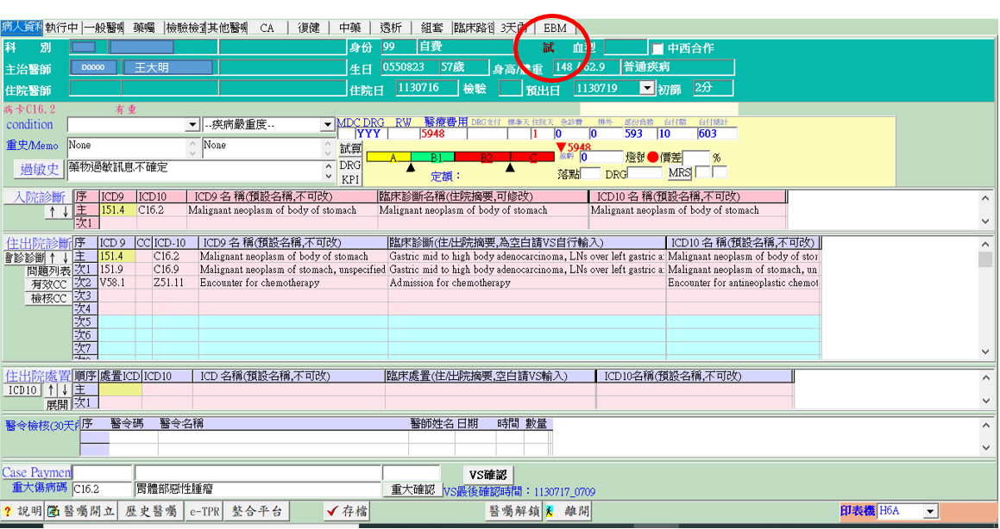 病人資料 執行中 一般醫囑 藥囑 檢驗檢查 其他醫囑 CA 復健 中藥 透析 組套 臨床路徑 3天內 EBM
科 別 身份 99 自費 試 血型 中西合作
主治醫師 D0000 王大明 生日 0550823 57歲 身高/體重 148 / 62.9 普通疾病
住院醫師 住院日 1130716 檢驗 預出日 1130719 初篩 2分
病卡C16.2 有重
condition --疾病嚴重度-- MDC DRG RW 醫療費用 DRG支付 標準天 住院天 急診費 排外 部份負擔 自付額 自付總計
YYY 5948 1 0 0 593 10 603
重史/Memo None None 試算 A B1 B2 C ▼5948
0 燈號 價差 %
過敏史 藥物過敏訊息不確定 DRG 定額： 落點 DRG MRS
KPI
入院診斷 序 ICD9 ICD10 ICD9 名 稱(預設名稱,不可改) 臨床診斷名稱(住院摘要,可修改) ICD10 名 稱(預設名稱,不可改)
↑ ↓ 主 151.4 C16.2 Malignant neoplasm of body of stomach Malignant neoplasm of body of stomach Malignant neoplasm of body of stomach
次1
住出院診斷 序 ICD 9 CC ICD-10 ICD9 名 稱(預設名稱,不可改) 臨床診斷(住/出院摘要,為空白請VS自行輸入) ICD10 名 稱(預設名稱,不可改)
會診診斷 ↑ ↓ 主 151.4 C16.2 Malignant neoplasm of body of stomach Gastric mid to high body adenocarcinoma, LNs over left gastric a: Malignant neoplasm of body of stor
問題列表 次1 151.9 C16.9 Malignant neoplasm of stomach, unspecified Gastric mid to high body adenocarcinoma, LNs over left gastric a: Malignant neoplasm of stomach, un
有效CC 次2 V58.1 Z51.11 Encounter for chemotherapy Admission for chemotherapy Encounter for antineoplastic chemot
檢核CC 次3
次4
次5
次6
次7
住出院處置 順序 處置ICD ICD10 ICD 名稱(預設名稱,不可改) 臨床處置(住/出院摘要,空白請VS輸入) ICD10名稱(預設名稱,不可改)
ICD10 ↑ ↓ 主
展開 次1
醫令檢核(30天內 序 醫令碼 醫令名稱 醫師姓名 日期 時間 數量
Case Paymen VS確認
重大傷病碼 C16.2 胃體部惡性腫瘤 重大確認 VS最後確認時間：1130717_0709
? 說明 醫囑開立 歷史醫囑 e-TPR 整合平台 存檔 醫囑解鎖 離開 印表機 H6A